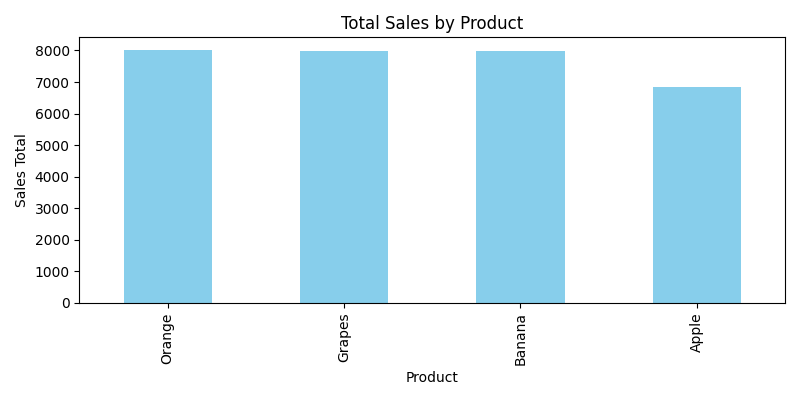 Total Sales by Product
Sales Total
8000
7000
6000
5000
4000
3000
2000
1000
0
Orange
Grapes
Banana
Apple
Product